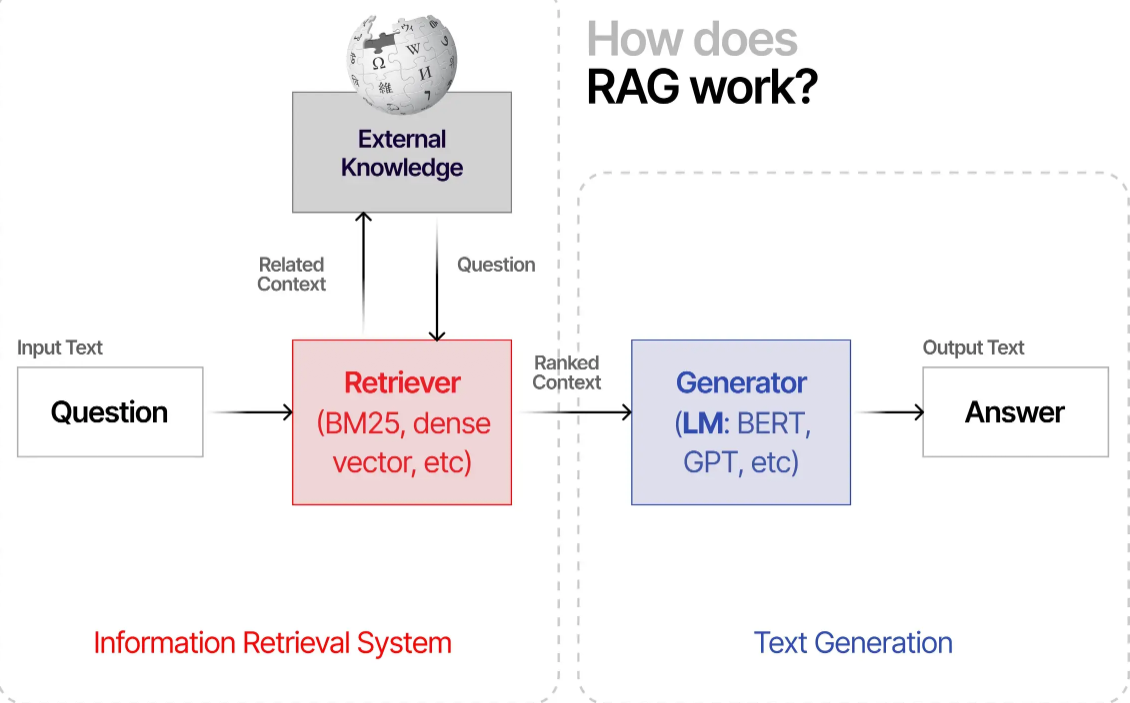 How does
RAG work?
Ω
W
И
維
External
Knowledge
Related
Context
Question
Input Text
Question
Retriever
(BM25, dense
vector, etc)
Ranked
Context
Generator
(LM: BERT,
GPT, etc)
Output Text
Answer
Information Retrieval System
Text Generation